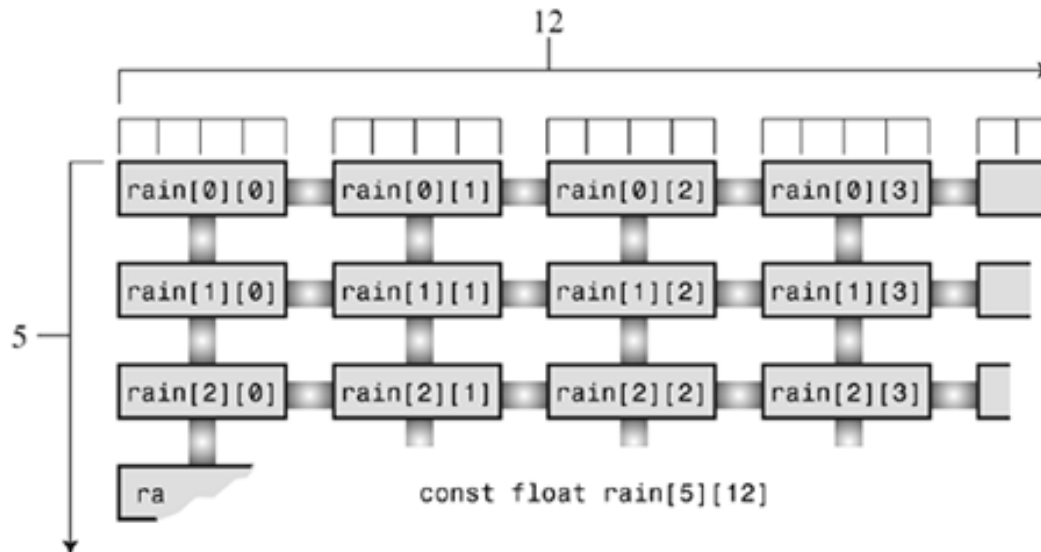 12
rain[0][0] rain[0][1] rain[0][2] rain[0][3]
rain[1][0] rain[1][1] rain[1][2] rain[1][3]
5
rain[2][0] rain[2][1] rain[2][2] rain[2][3]
ra
const float rain[5][12]